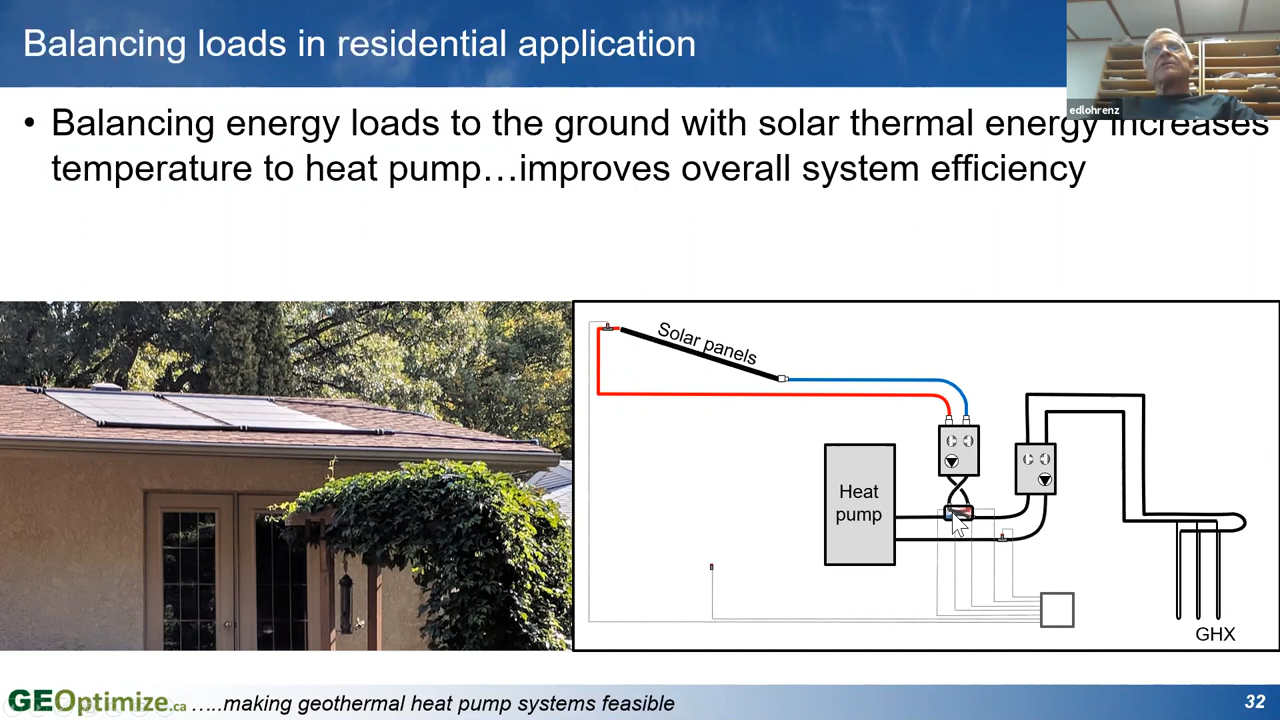 Balancing loads in residential application
edlohrenz
• Balancing energy loads to the ground with solar thermal energy increases
temperature to heat pump…improves overall system efficiency
Solar panels
Heat
pump
GHX
GEOptimize.ca …..making geothermal heat pump systems feasible
32